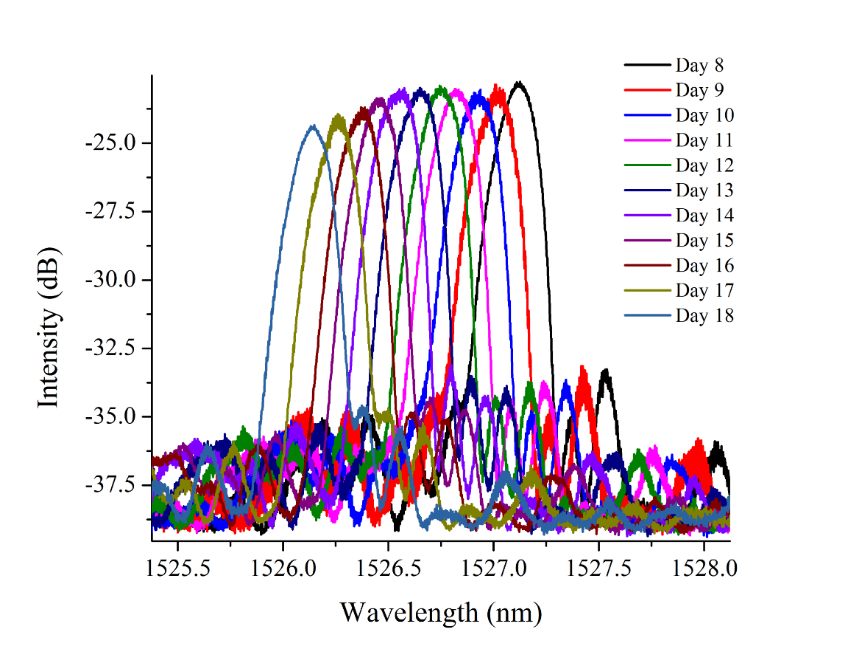 Day 8
Day 9
Day 10
Day 11
Day 12
Day 13
Day 14
Day 15
Day 16
Day 17
Day 18
-25.0
-27.5
-30.0
-32.5
-35.0
-37.5
Intensity (dB)
1525.5 1526.0 1526.5 1527.0 1527.5 1528.0
Wavelength (nm)